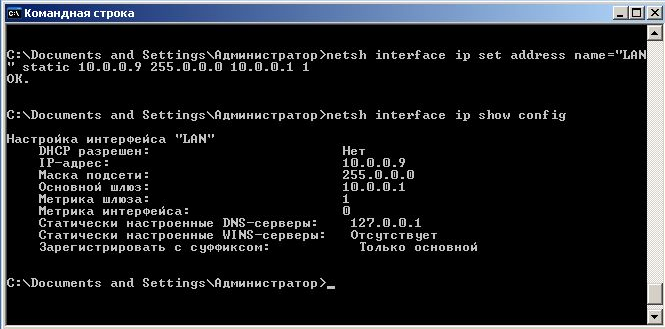 Командная строка
C:\Documents and Settings\Администратор>netsh interface ip set address name="LAN
" static 10.0.0.9 255.0.0.0 10.0.0.1 1
ОК.
C:\Documents and Settings\Администратор>netsh interface ip show config
Настройка интерфейса "LAN"
DHCP разрешен: Нет
IP-адрес: 10.0.0.9
Маска подсети: 255.0.0.0
Основной шлюз: 10.0.0.1
Метрика шлюза: 1
Метрика интерфейса: 0
Статически настроенные DNS-серверы: 127.0.0.1
Статически настроенные WINS-серверы: Отсутствует
Зарегистрировать с суффиксом: Только основной
C:\Documents and Settings\Администратор>_